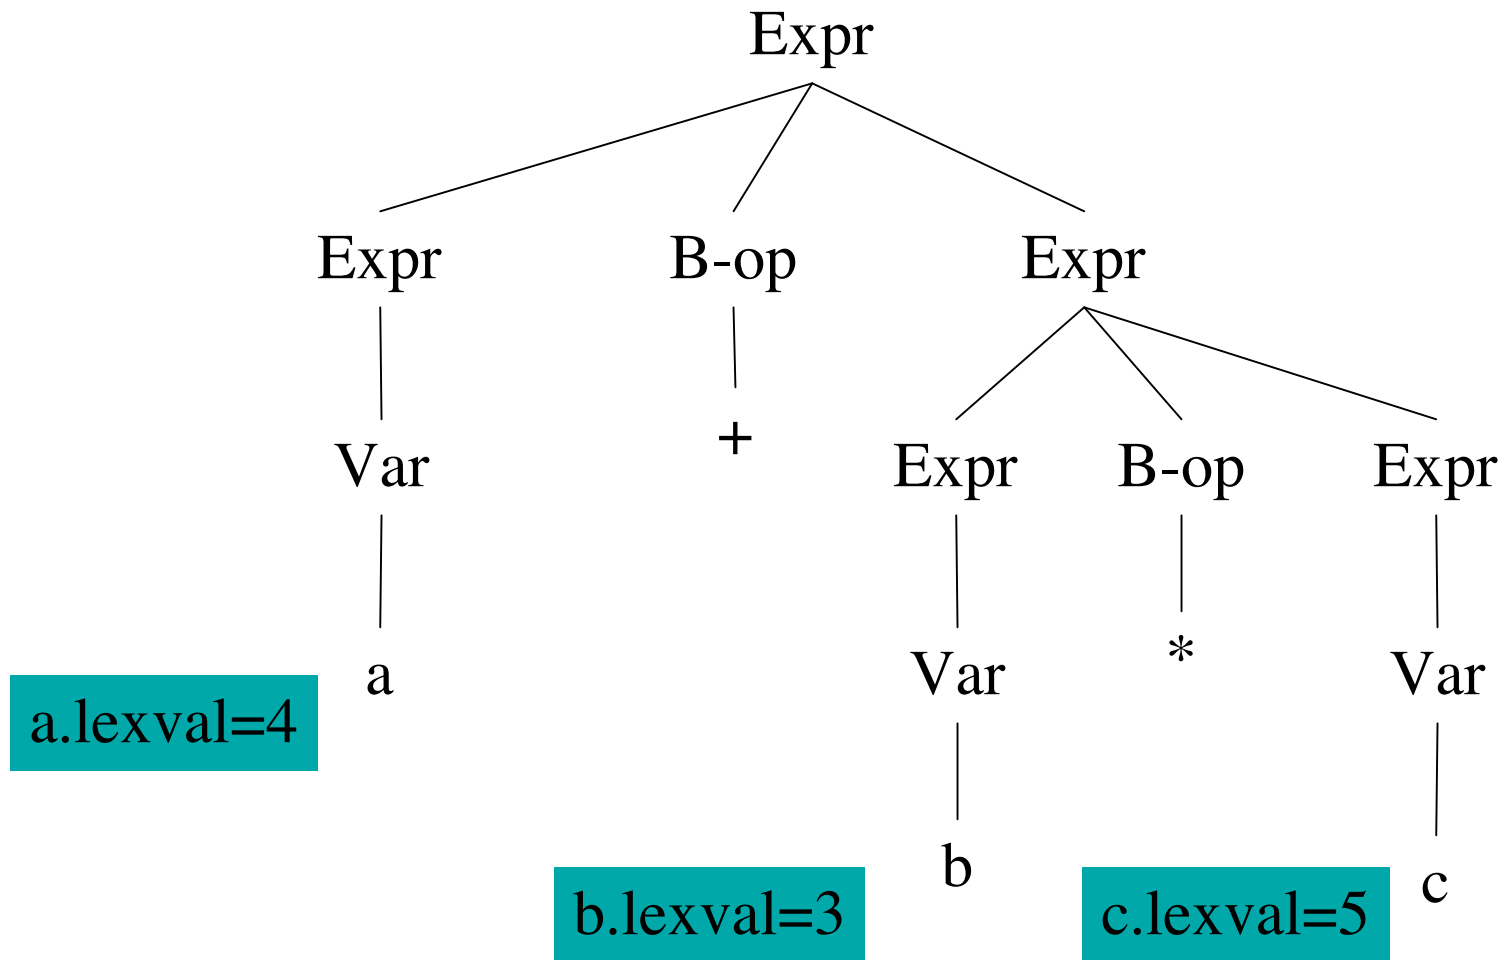 Expr
Expr B-op Expr
Var + Expr B-op Expr
a Var * Var
a.lexval=4
b c
b.lexval=3 c.lexval=5